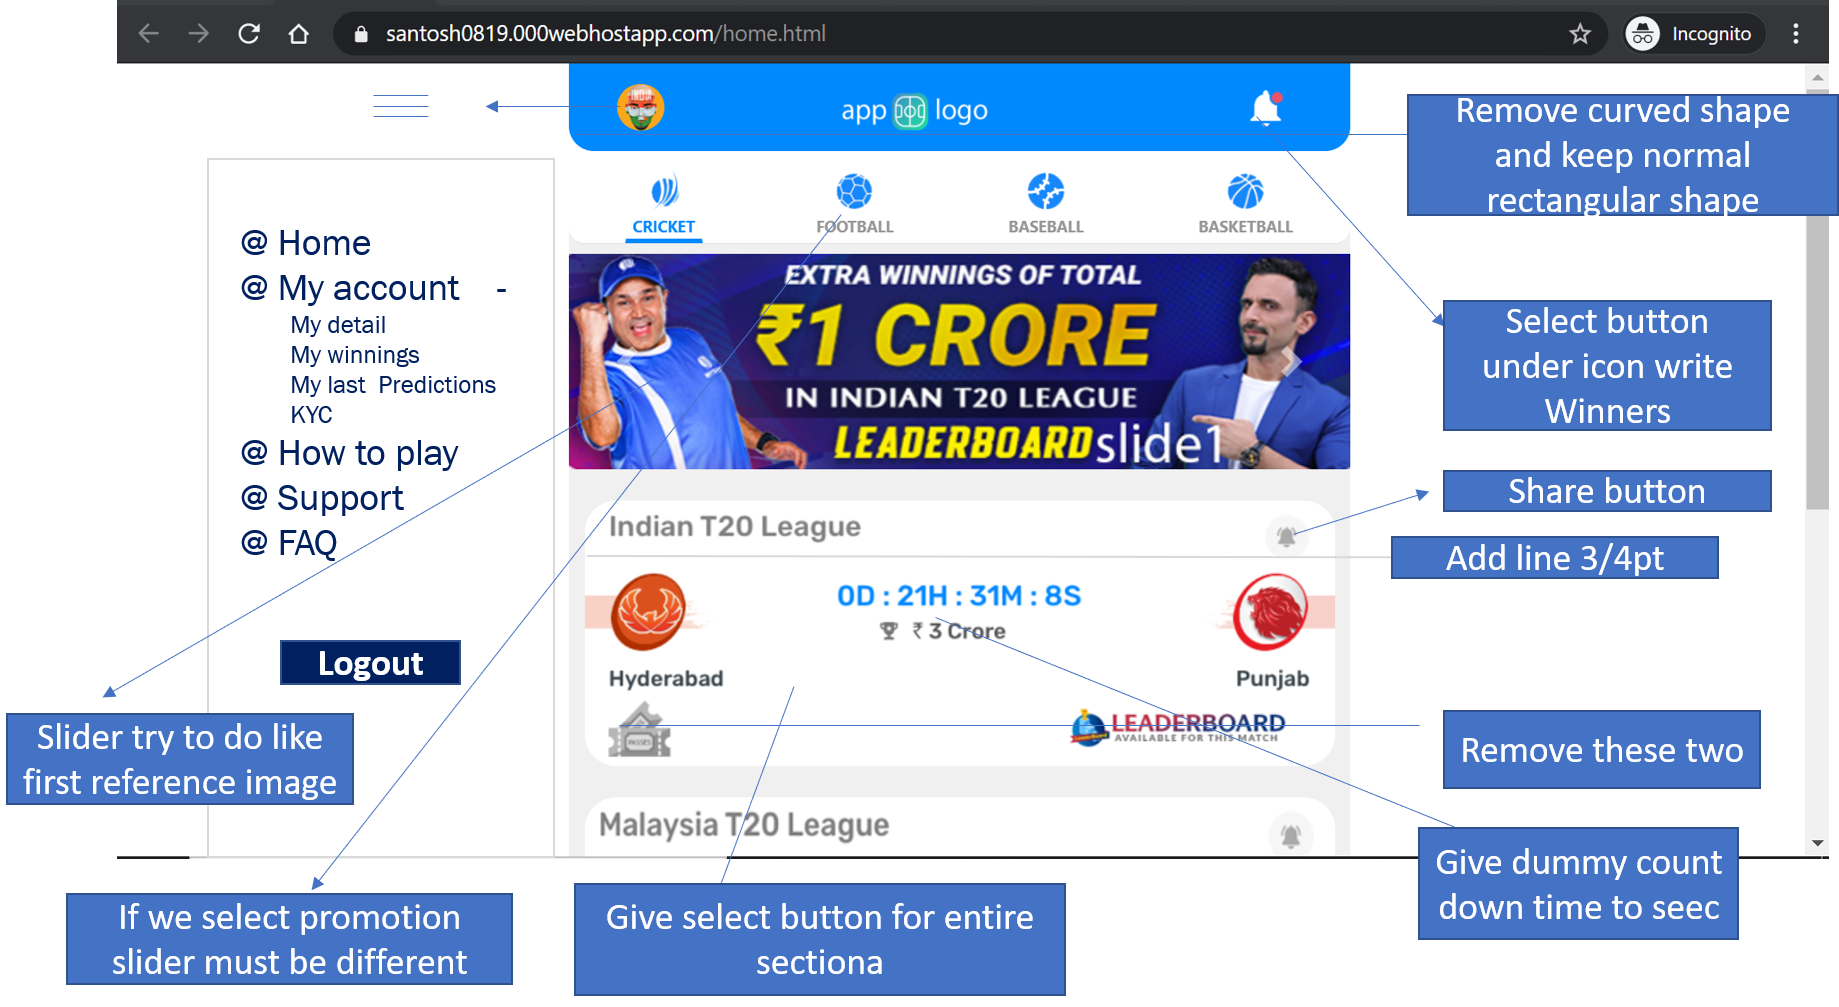 santosh0819.000webhostapp.com/home.html
Incognito
INDIA
app logo
Remove curved shape
and keep normal
rectangular shape
CRICKET
FOOTBALL
BASEBALL
BASKETBALL
@ Home
@ My account -
My detail
My winnings
My last Predictions
KYC
@ How to play
@ Support
@ FAQ
Logout
EXTRA WINNINGS OF TOTAL
₹1 CRORE
IN INDIAN T20 LEAGUE
LEADERBOARD
slide1
Select button
under icon write
Winners
Share button
Indian T20 League
Add line 3/4pt
0D : 21H : 31M : 8S
₹ 3 Crore
Hyderabad
Punjab
PASSES
LEADERBOARD
AVAILABLE FOR THIS MATCH
Slider try to do like
first reference image
Remove these two
Malaysia T20 League
Give dummy count
down time to seec
If we select promotion
slider must be different
Give select button for entire
sectiona